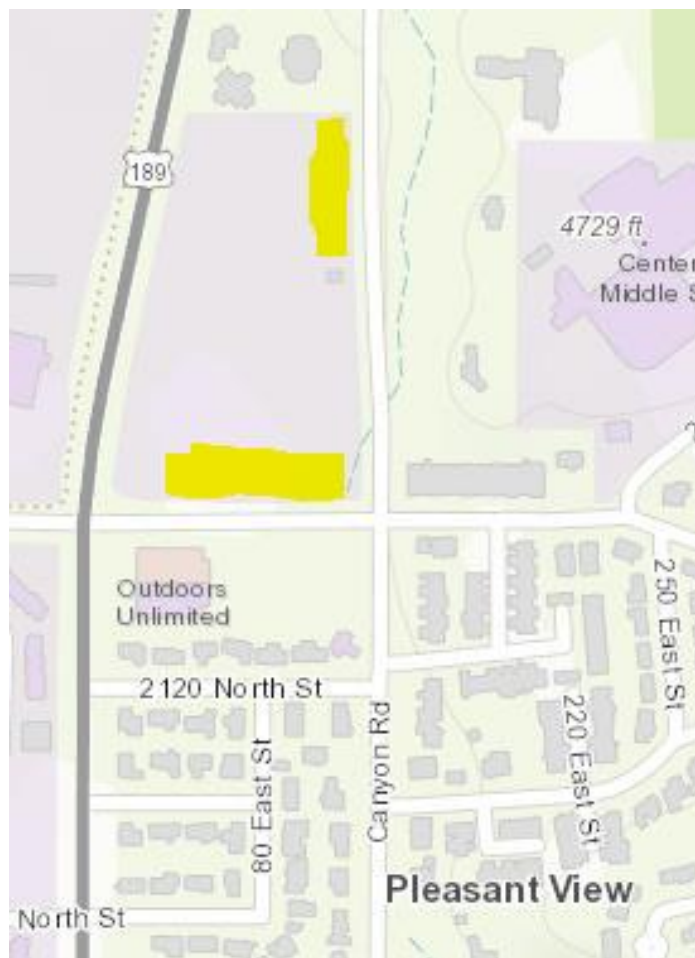 189
4729 ft
Center
Middle S
2
Outdoors
Unlimited
250 East St
2120 North St
220 East St
Canyon Rd
80 East St
Pleasant View
North St